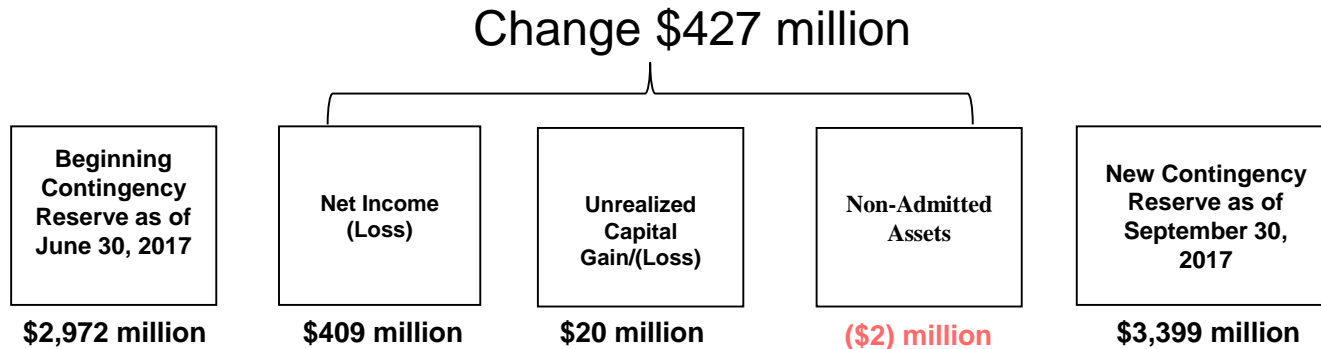 Change $427 million
Beginning
Contingency
Reserve as of
June 30, 2017
$2,972 million
Net Income
(Loss)
$409 million
Unrealized
Capital
Gain/(Loss)
$20 million
Non-Admitted
Assets
($2) million
New Contingency
Reserve as of
September 30,
2017
$3,399 million